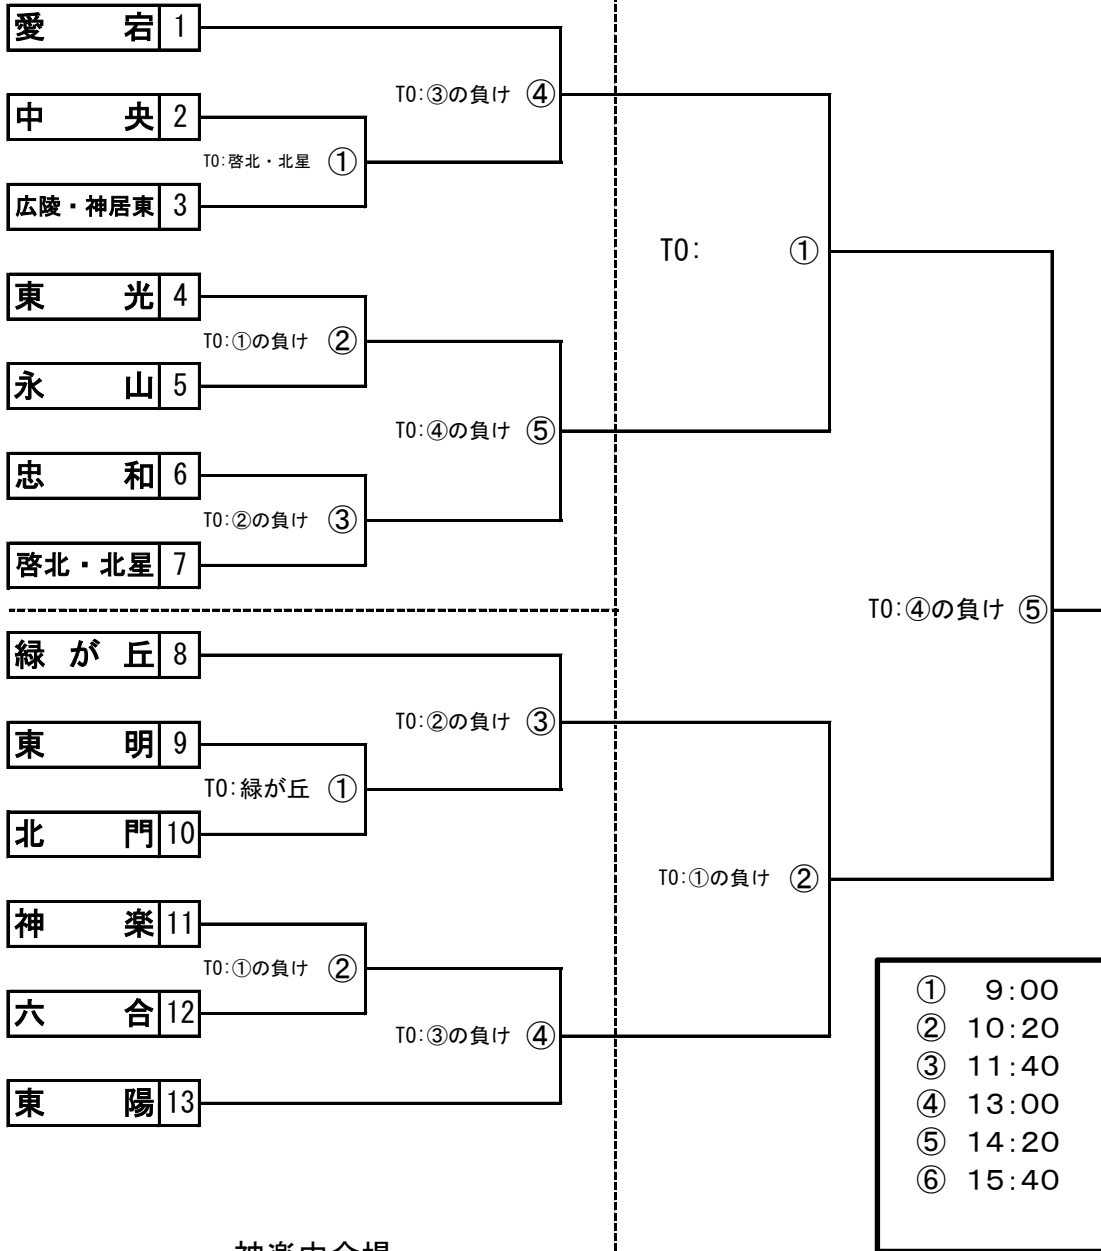 愛 宕 1
TO:③の負け ④
中 央 2
TO:啓北・北星 ①
広陵・神居東 3
TO: ①
東 光 4
TO:①の負け ②
永 山 5
TO:④の負け ⑤
忠 和 6
TO:②の負け ③
啓北・北星 7
TO:④の負け ⑤
緑 が 丘 8
TO:②の負け ③
東 明 9
TO:緑が丘 ①
北 門 10
TO:①の負け ②
神 楽 11
TO:①の負け ②
六 合 12
TO:③の負け ④
東 陽 13
① 9:00
② 10:20
③ 11:40
④ 13:00
⑤ 14:20
⑥ 15:40